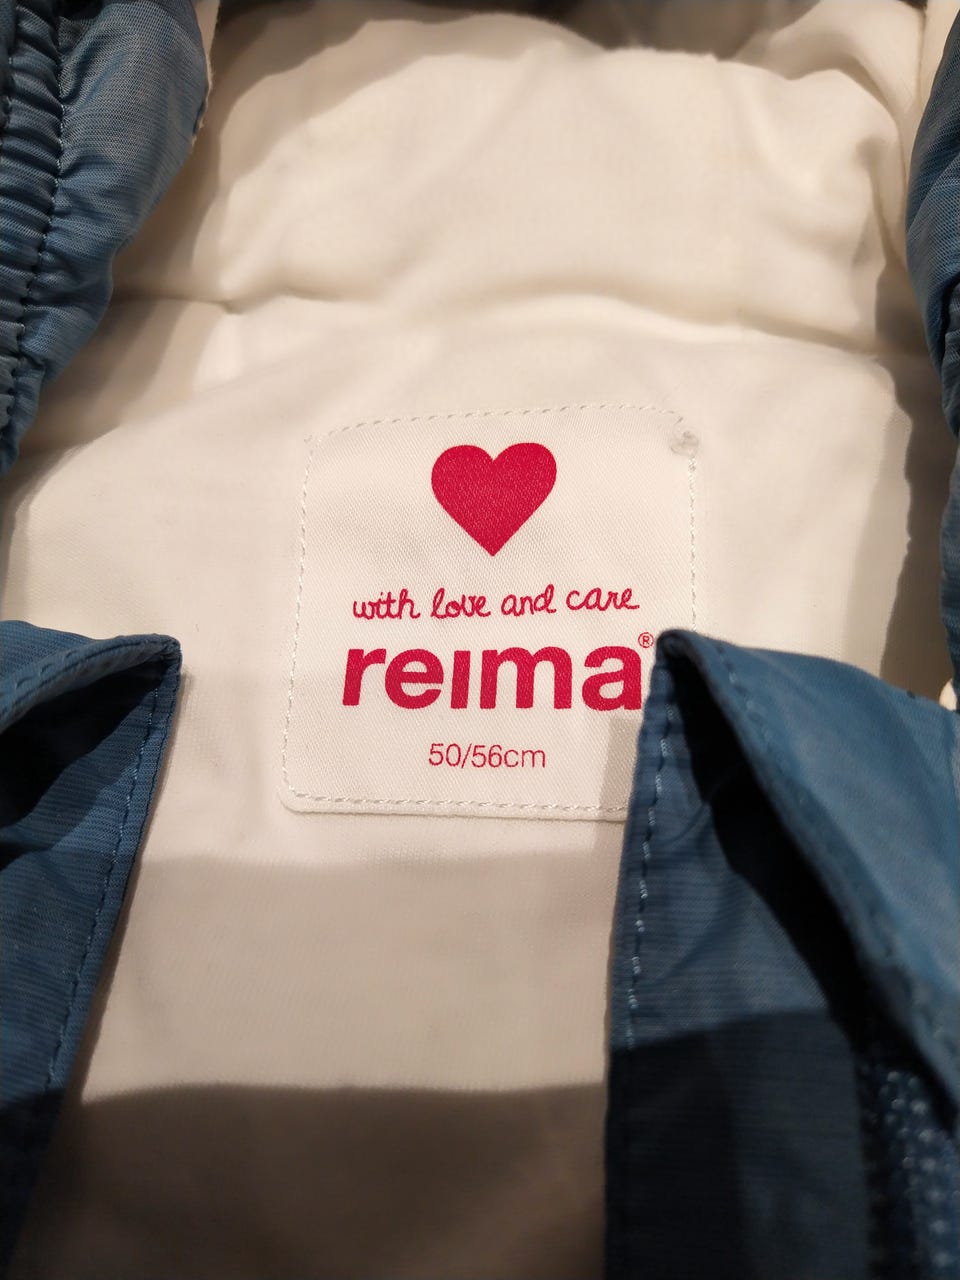 with love and care
reima®
50/56cm